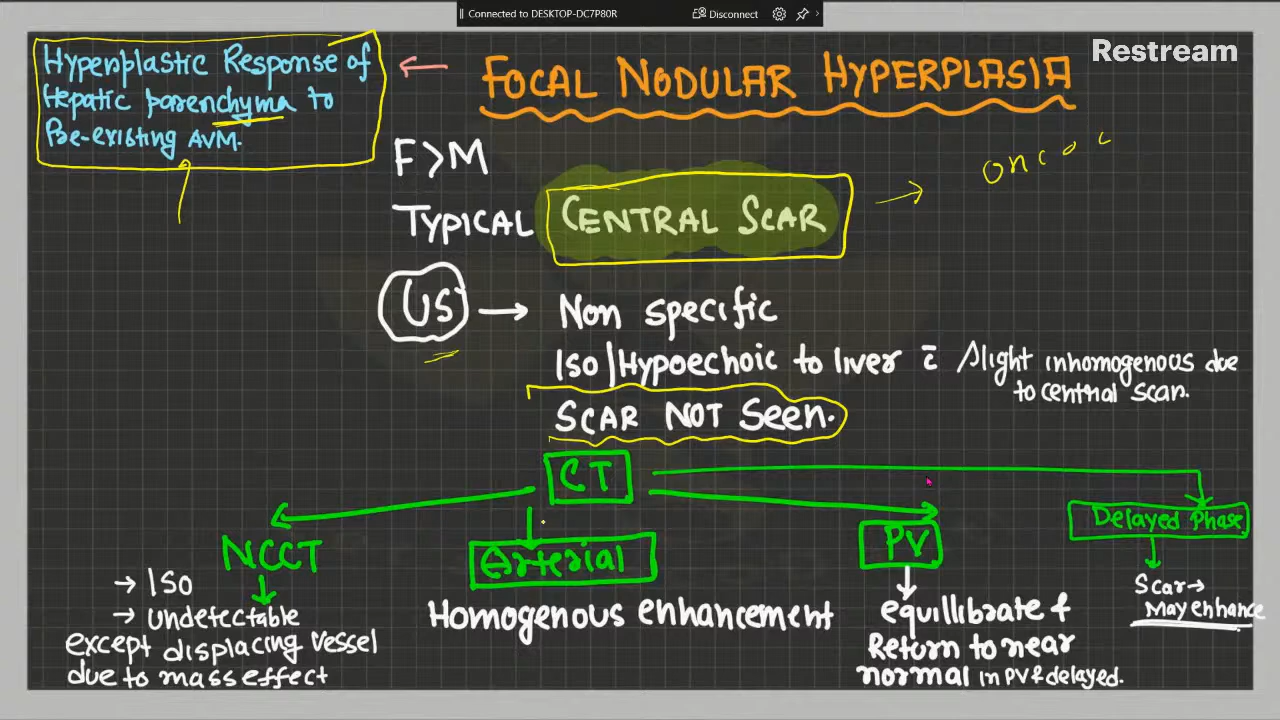 Connected to DESKTOP-DC7P80R
Disconnect
Restream
Hyperplastic Response of
Hepatic parenchyma to
Pre-existing AVM.
FOCAL NODULAR HYPERPLASIA
F>M
TYPICAL CENTRAL SCAR
US → Non specific
Iso/Hypoechoic to liver c̄ slight inhomogenous due
to central scar.
SCAR NOT Seen.
CT
NCCT
→ ISO
→ undetectable
except displacing vessel
due to mass effect
Arterial
Homogenous enhancement
PV
equillibrate &
Return to near
normal in PV & delayed.
Delayed Phase
Scar →
May enhance